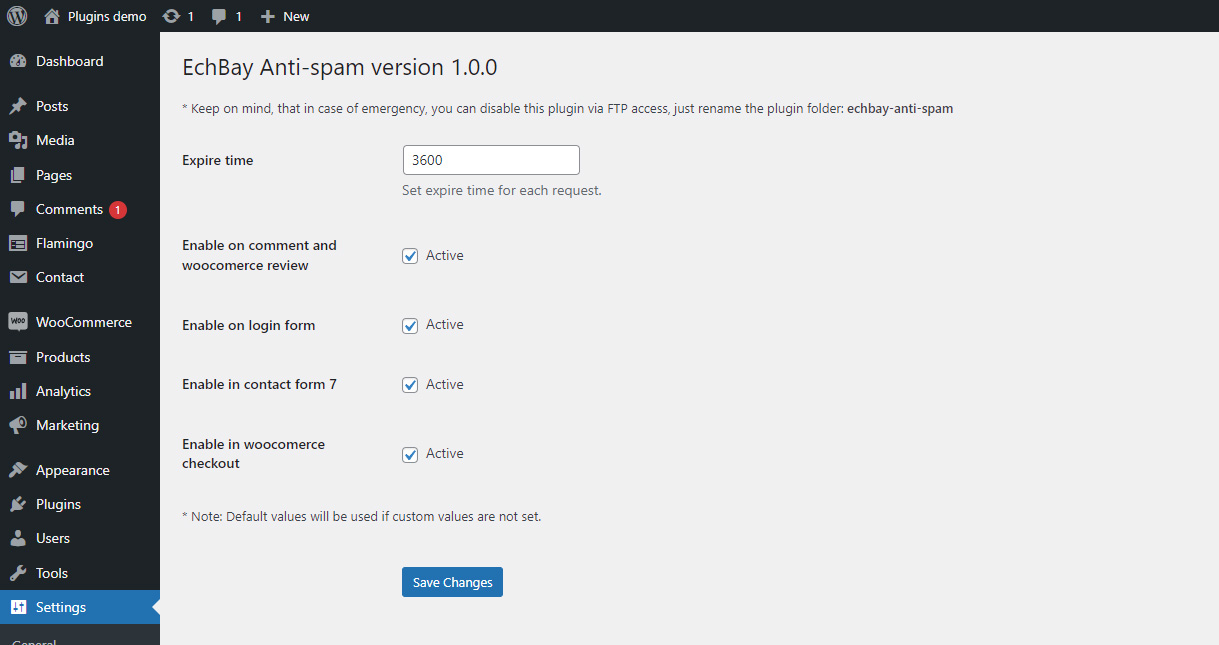 Plugins demo 1 1 New
Dashboard
Posts
Media
Pages
Comments 1
Flamingo
Contact
WOO WooCommerce
Products
Analytics
Marketing
Appearance
Plugins
Users
Tools
Settings
General
EchBay Anti-spam version 1.0.0
* Keep on mind, that in case of emergency, you can disable this plugin via FTP access, just rename the plugin folder: echbay-anti-spam
Expire time 3600
Set expire time for each request.
Enable on comment and
woocomerce review
Active
Enable on login form Active
Enable in contact form 7 Active
Enable in woocomerce
checkout
Active
* Note: Default values will be used if custom values are not set.
Save Changes